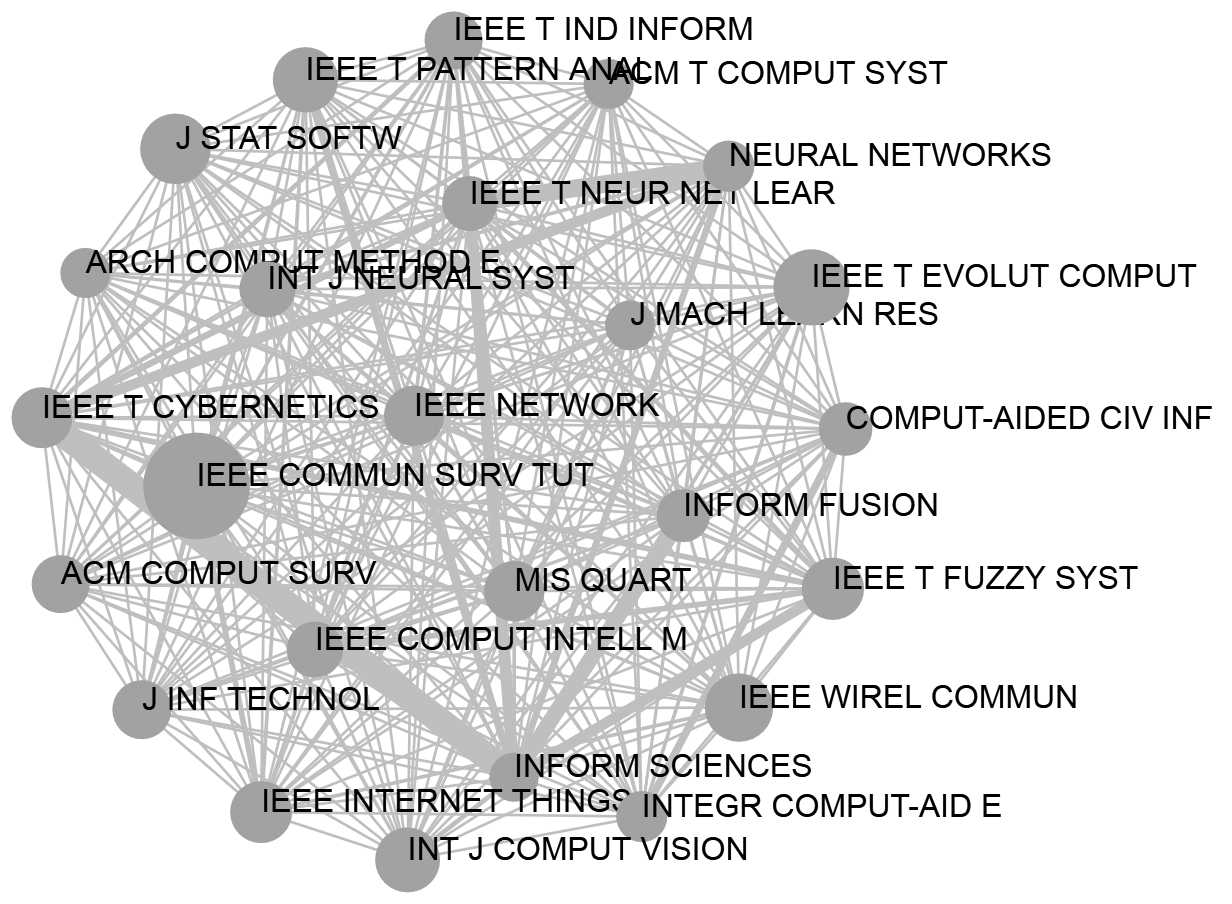 IEEE T IND INFORM
IEEE T PATTERN ANAL
ACM T COMPUT SYST
J STAT SOFTW
NEURAL NETWORKS
IEEE T NEUR NET LEAR
ARCH COMPUT METHOD E
INT J NEURAL SYST
IEEE T EVOLUT COMPUT
J MACH LEARN RES
IEEE T CYBERNETICS
IEEE NETWORK
COMPUT-AIDED CIV INF
IEEE COMMUN SURV TUT
INFORM FUSION
ACM COMPUT SURV
MIS QUART
IEEE T FUZZY SYST
IEEE COMPUT INTELL M
J INF TECHNOL
IEEE WIREL COMMUN
INFORM SCIENCES
IEEE INTERNET THINGS
INTEGR COMPUT-AID E
INT J COMPUT VISION